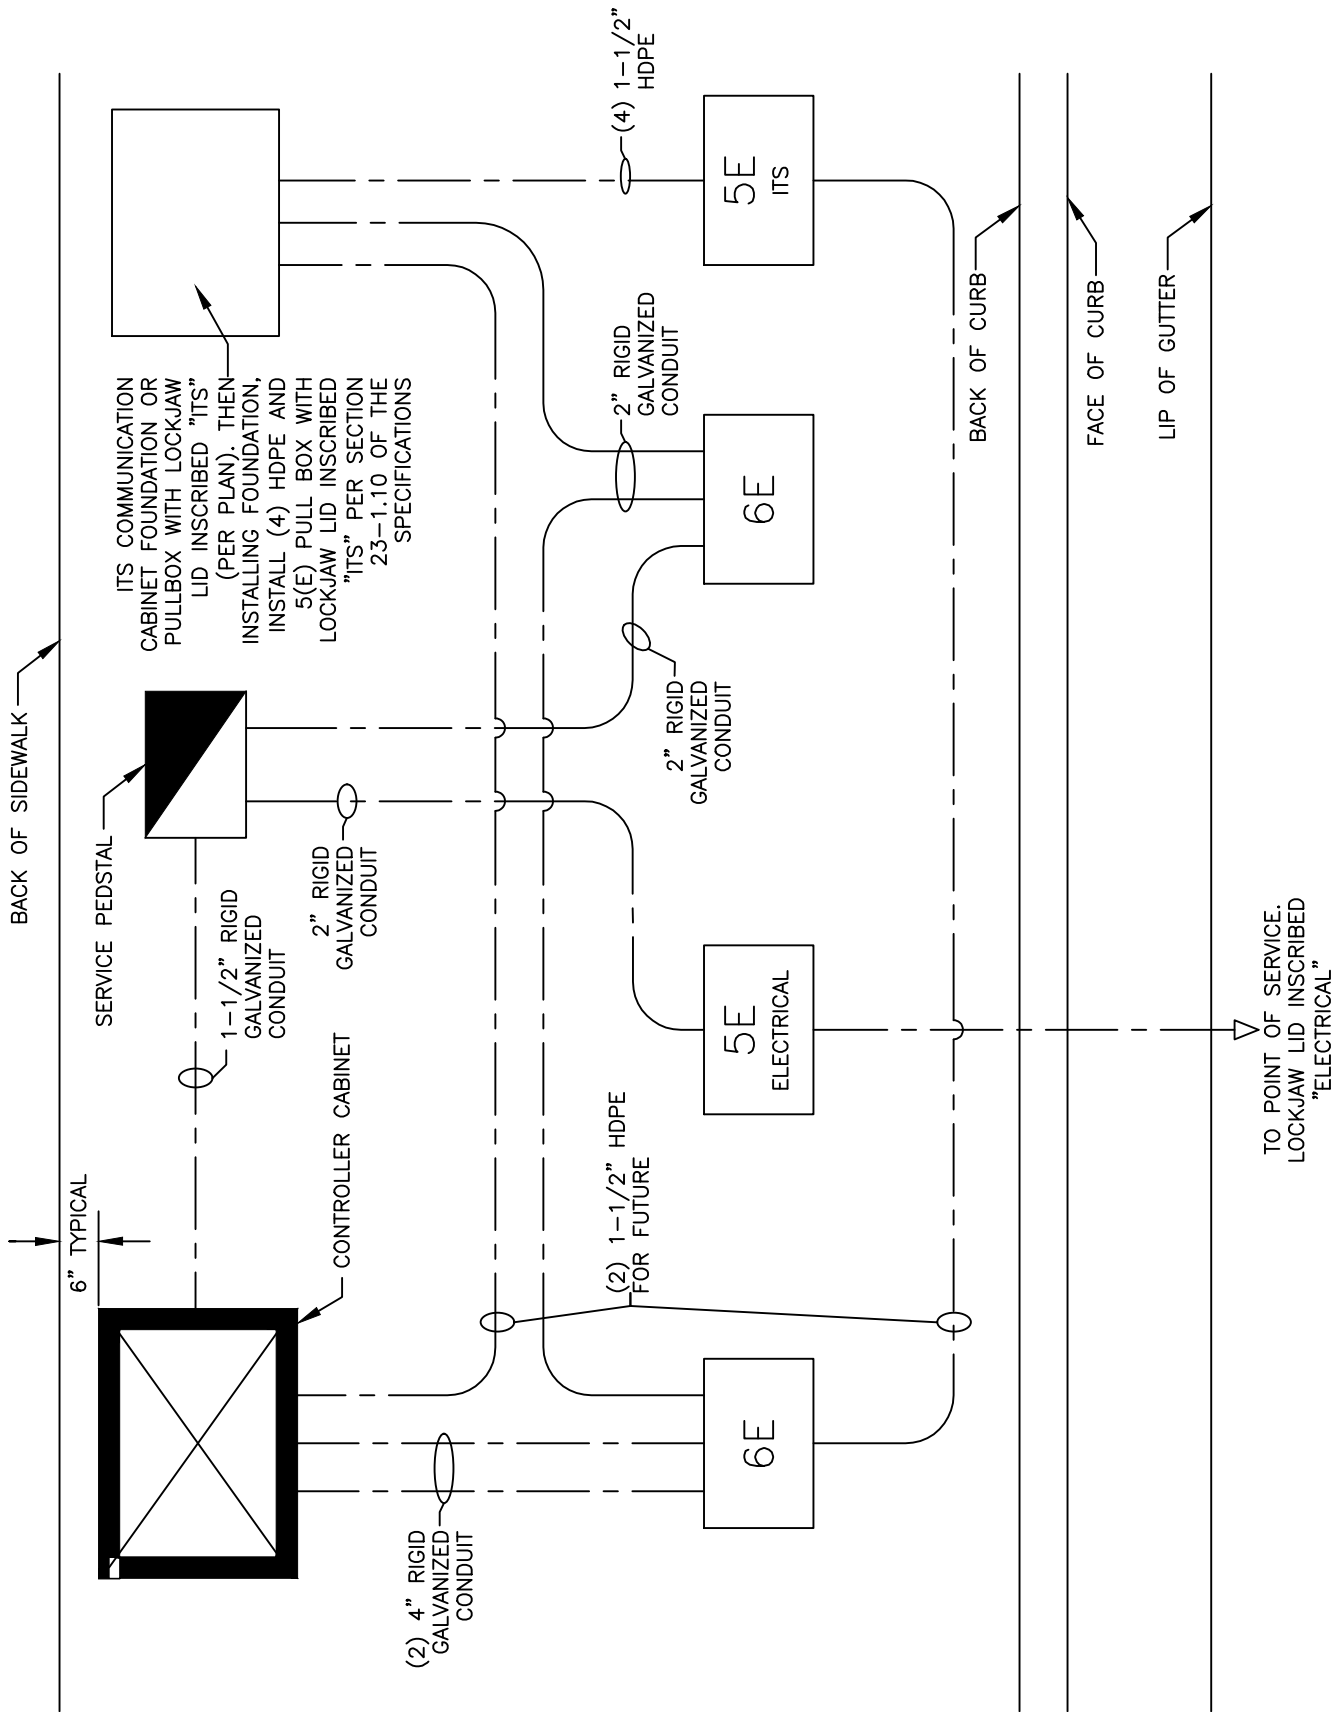 BACK OF SIDEWALK
6” TYPICAL
SERVICE PEDSTAL
1-1/2” RIGID
GALVANIZED
CONDUIT
CONTROLLER CABINET
2” RIGID
GALVANIZED
CONDUIT
(2) 4” RIGID
GALVANIZED
CONDUIT
ITS COMMUNICATION
CABINET FOUNDATION OR
PULLBOX WITH LOCKJAW
LID INSCRIBED "ITS"
(PER PLAN). THEN
INSTALLING FOUNDATION,
INSTALL (4) HDPE AND
5(E) PULL BOX WITH
LOCKJAW LID INSCRIBED
"ITS" PER SECTION
23-1.10 OF THE
SPECIFICATIONS
(2) 1-1/2” HDPE
FOR FUTURE
2” RIGID
GALVANIZED
CONDUIT
2” RIGID
GALVANIZED
CONDUIT
(4) 1-1/2”
HDPE
6E
5E
ELECTRICAL
6E
5E
ITS
BACK OF CURB
FACE OF CURB
LIP OF GUTTER
TO POINT OF SERVICE.
LOCKJAW LID INSCRIBED
"ELECTRICAL"